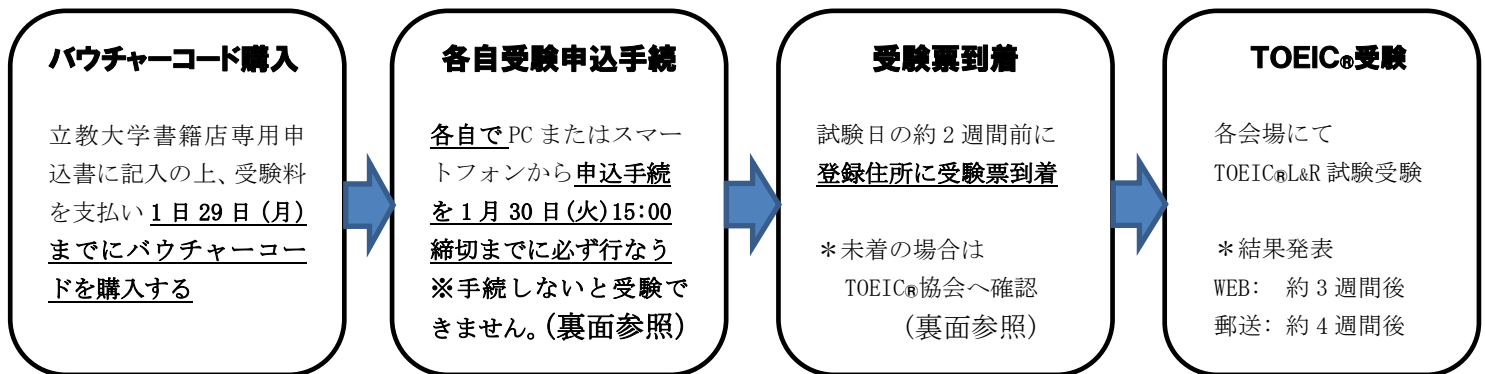 バウチャーコード購入
立教大学書籍店専用申
込書に記入の上、受験料
を支払い1日29日(月)
までにバウチャーコー
ドを購入する
各自受験申込手続
各自でPCまたはスマー
トフォンから申込手続
を1月30日(火)15:00
締切までに必ず行なう
※手続しないと受験で
きません。(裏面参照)
受験票到着
試験日の約2週間前に
登録住所に受験票到着
＊未着の場合は
TOEIC®協会へ確認
(裏面参照)
TOEIC®受験
各会場にて
TOEIC®L&R試験受験
＊結果発表
WEB: 約3週間後
郵送: 約4週間後